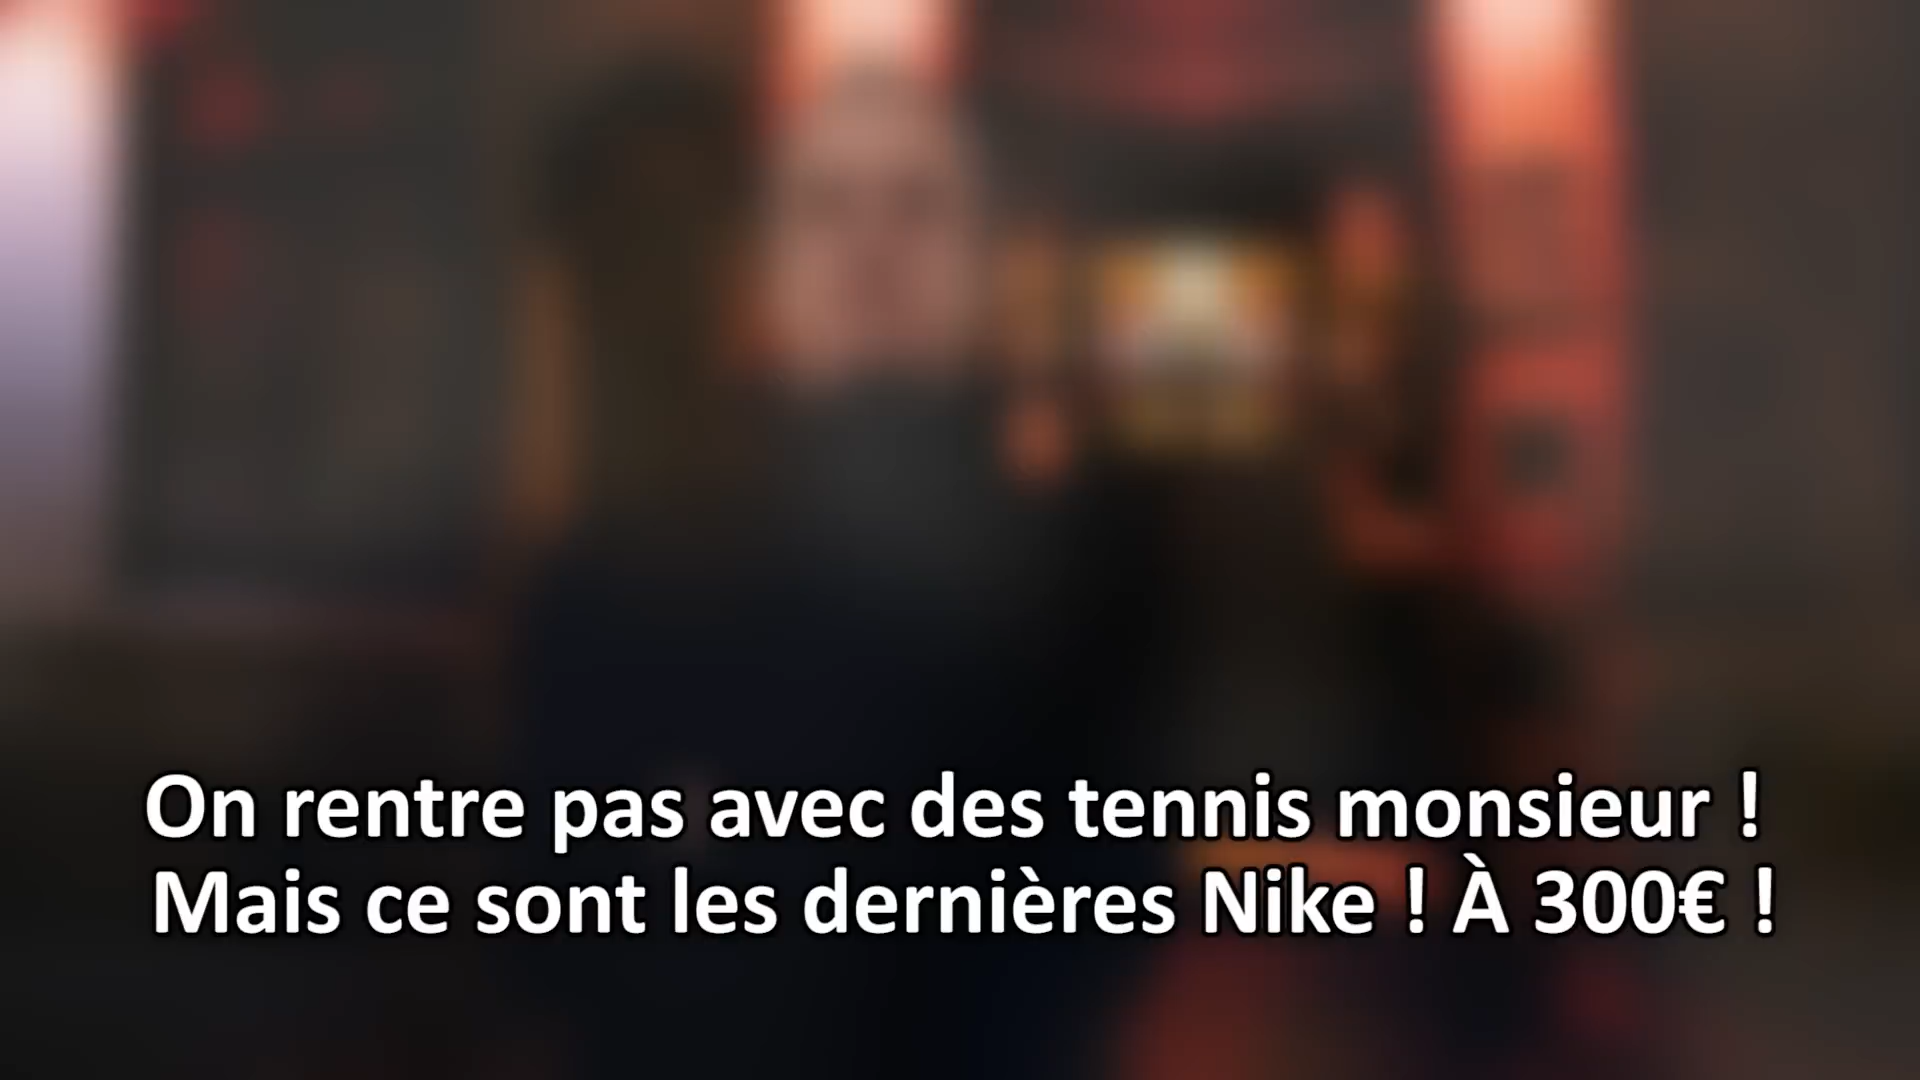 On rentre pas avec des tennis monsieur !
Mais ce sont les dernières Nike ! À 300€ !